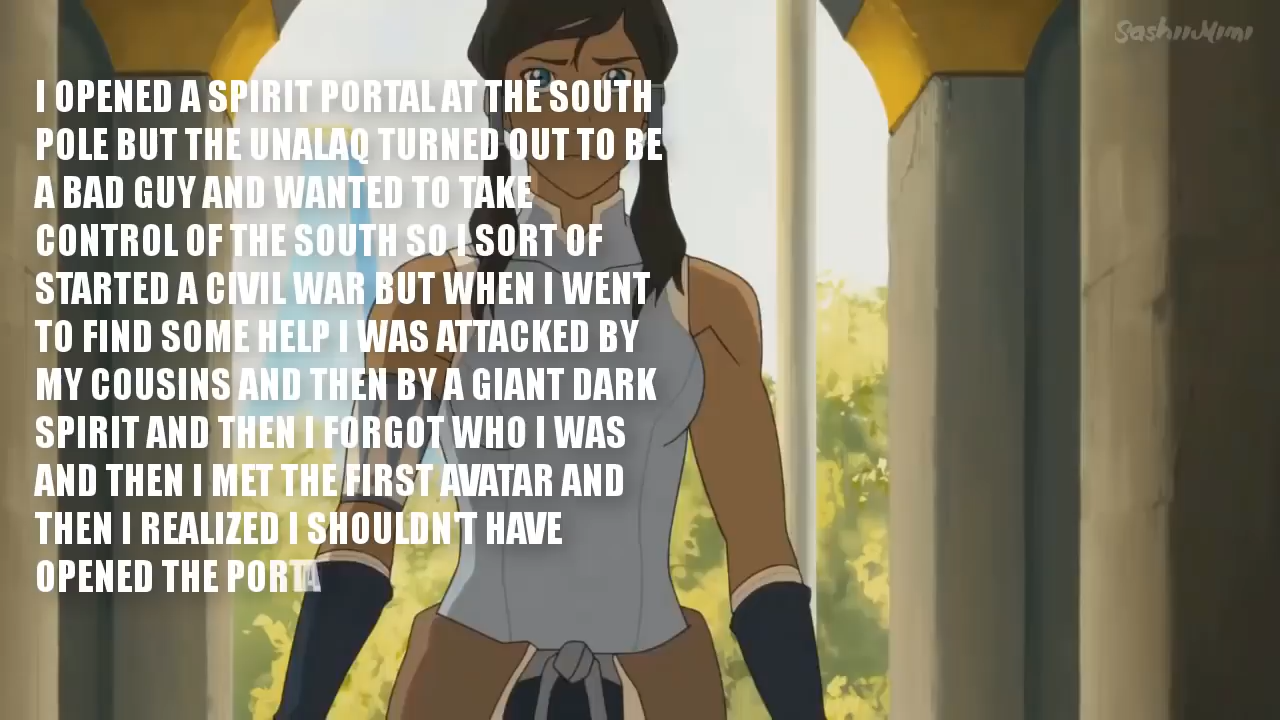 SashiiMimi
I OPENED A SPIRIT PORTAL AT THE SOUTH
POLE BUT THE UNALAQ TURNED OUT TO BE
A BAD GUY AND WANTED TO TAKE
CONTROL OF THE SOUTH SO I SORT OF
STARTED A CIVIL WAR BUT WHEN I WENT
TO FIND SOME HELP I WAS ATTACKED BY
MY COUSINS AND THEN BY A GIANT DARK
SPIRIT AND THEN I FORGOT WHO I WAS
AND THEN I MET THE FIRST AVATAR AND
THEN I REALIZED I SHOULDN'T HAVE
OPENED THE PORTA